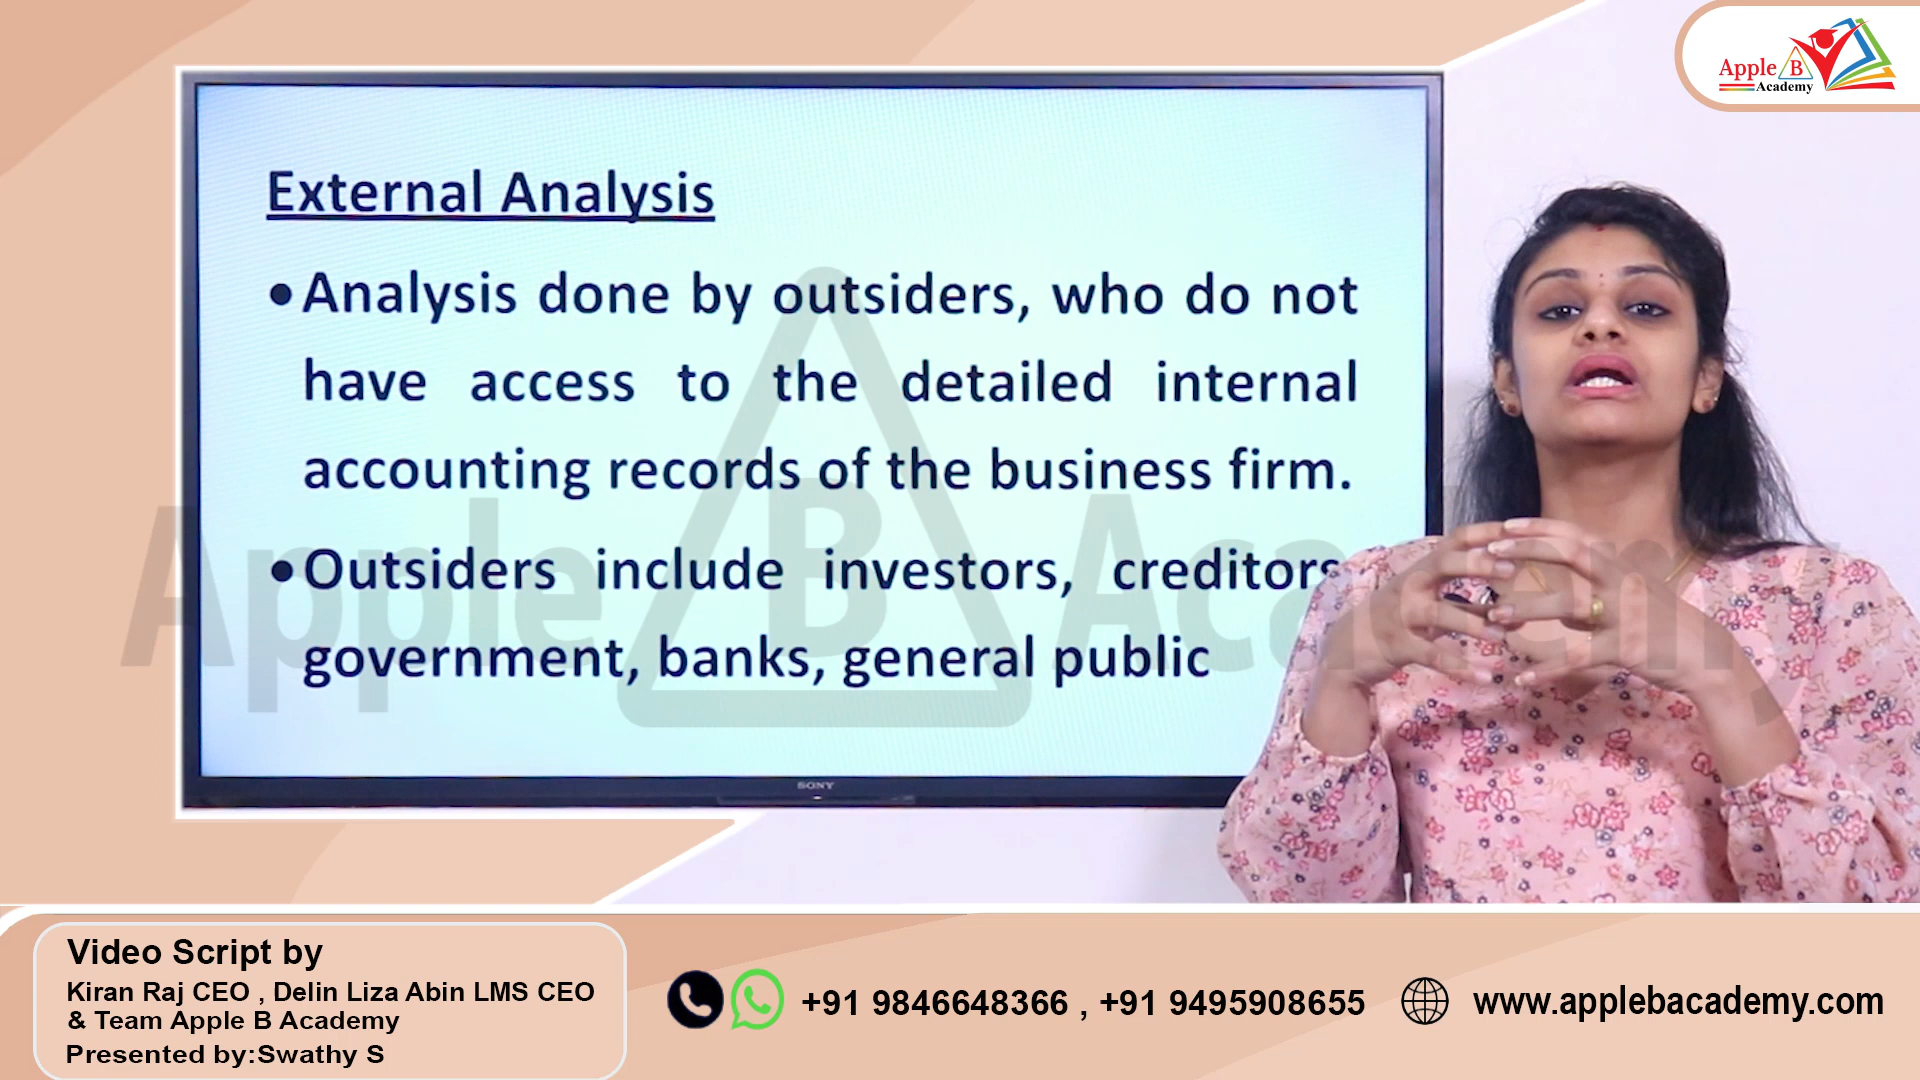 Apple B
Academy
External Analysis
•Analysis done by outsiders, who do not
have access to the detailed internal
accounting records of the business firm.
•Outsiders include investors, creditors
government, banks, general public
Apple B Academy
SONY
Video Script by
Kiran Raj CEO , Delin Liza Abin LMS CEO
& Team Apple B Academy
Presented by:Swathy S
+91 9846648366 , +91 9495908655
www.applebacademy.com